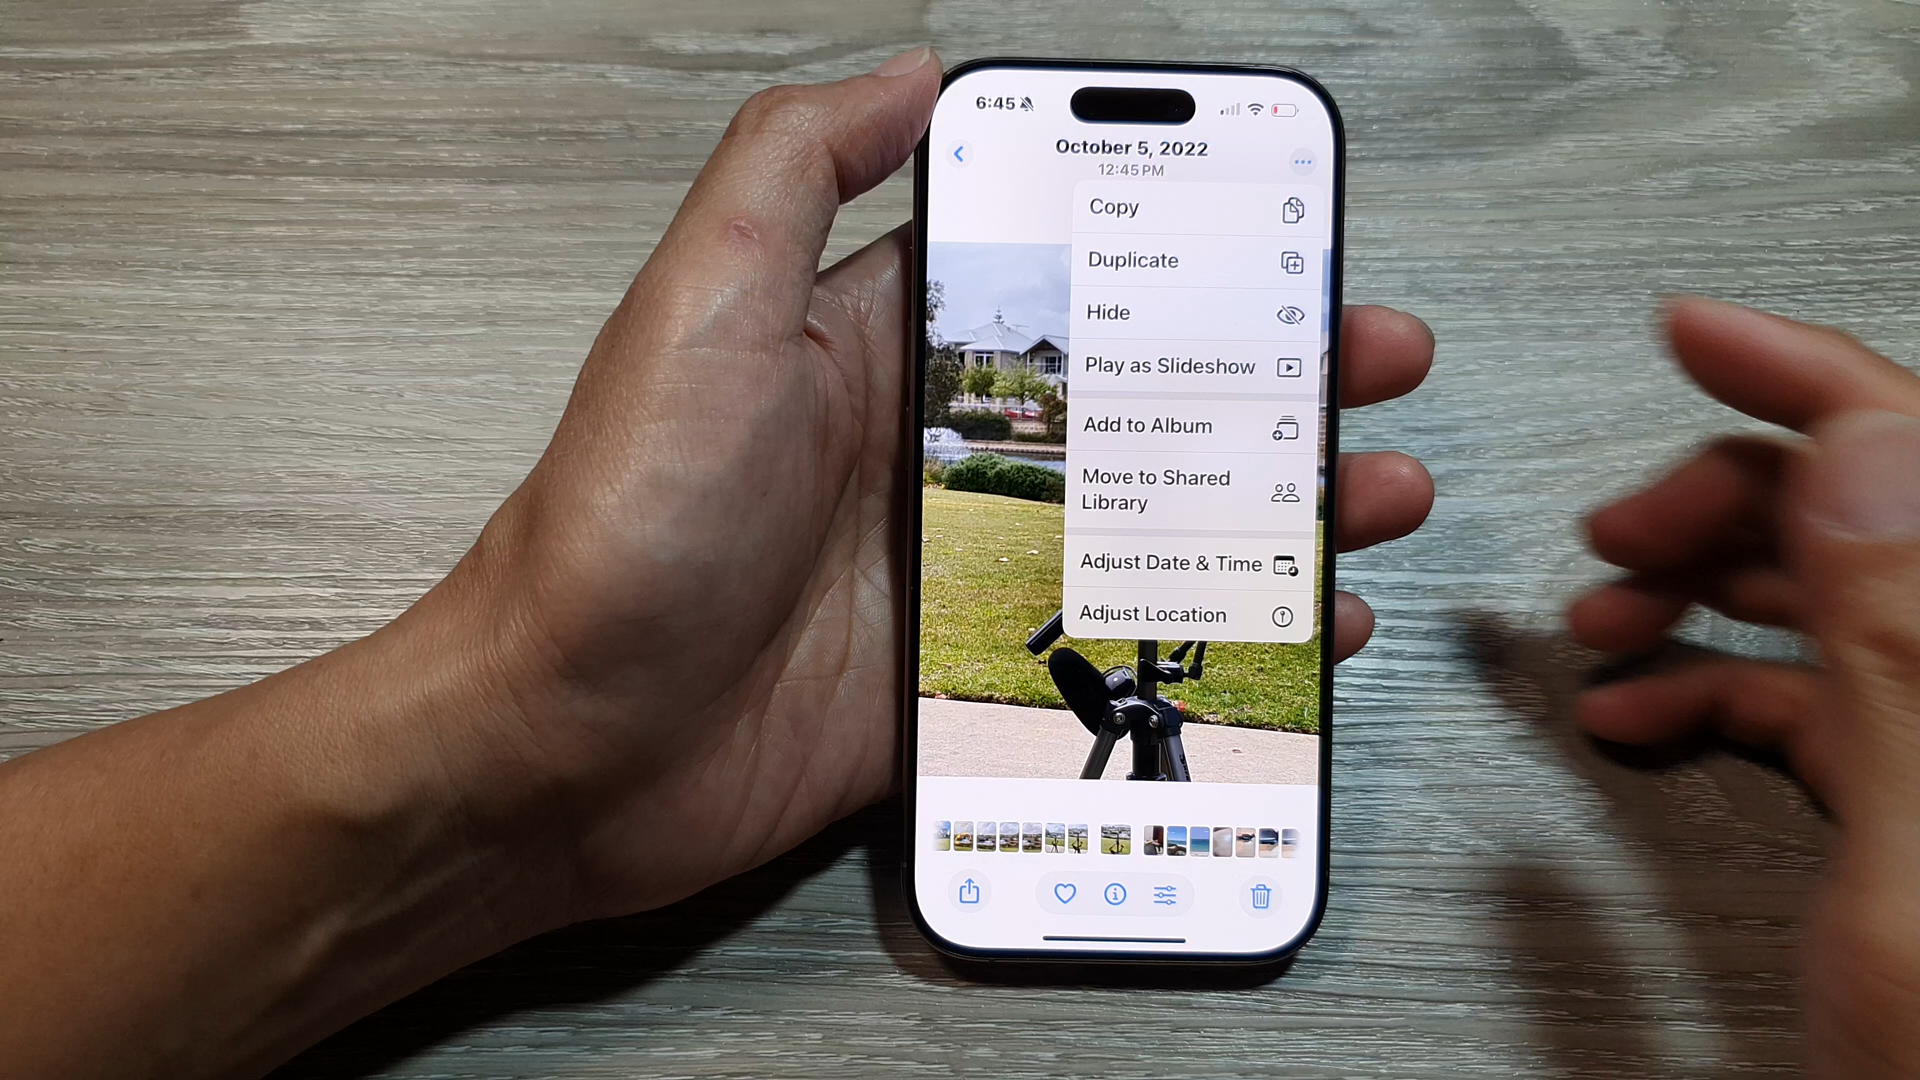 6:45
October 5, 2022
12:45 PM
Copy
Duplicate
Hide
Play as Slideshow
Add to Album
Move to Shared
Library
Adjust Date & Time
Adjust Location